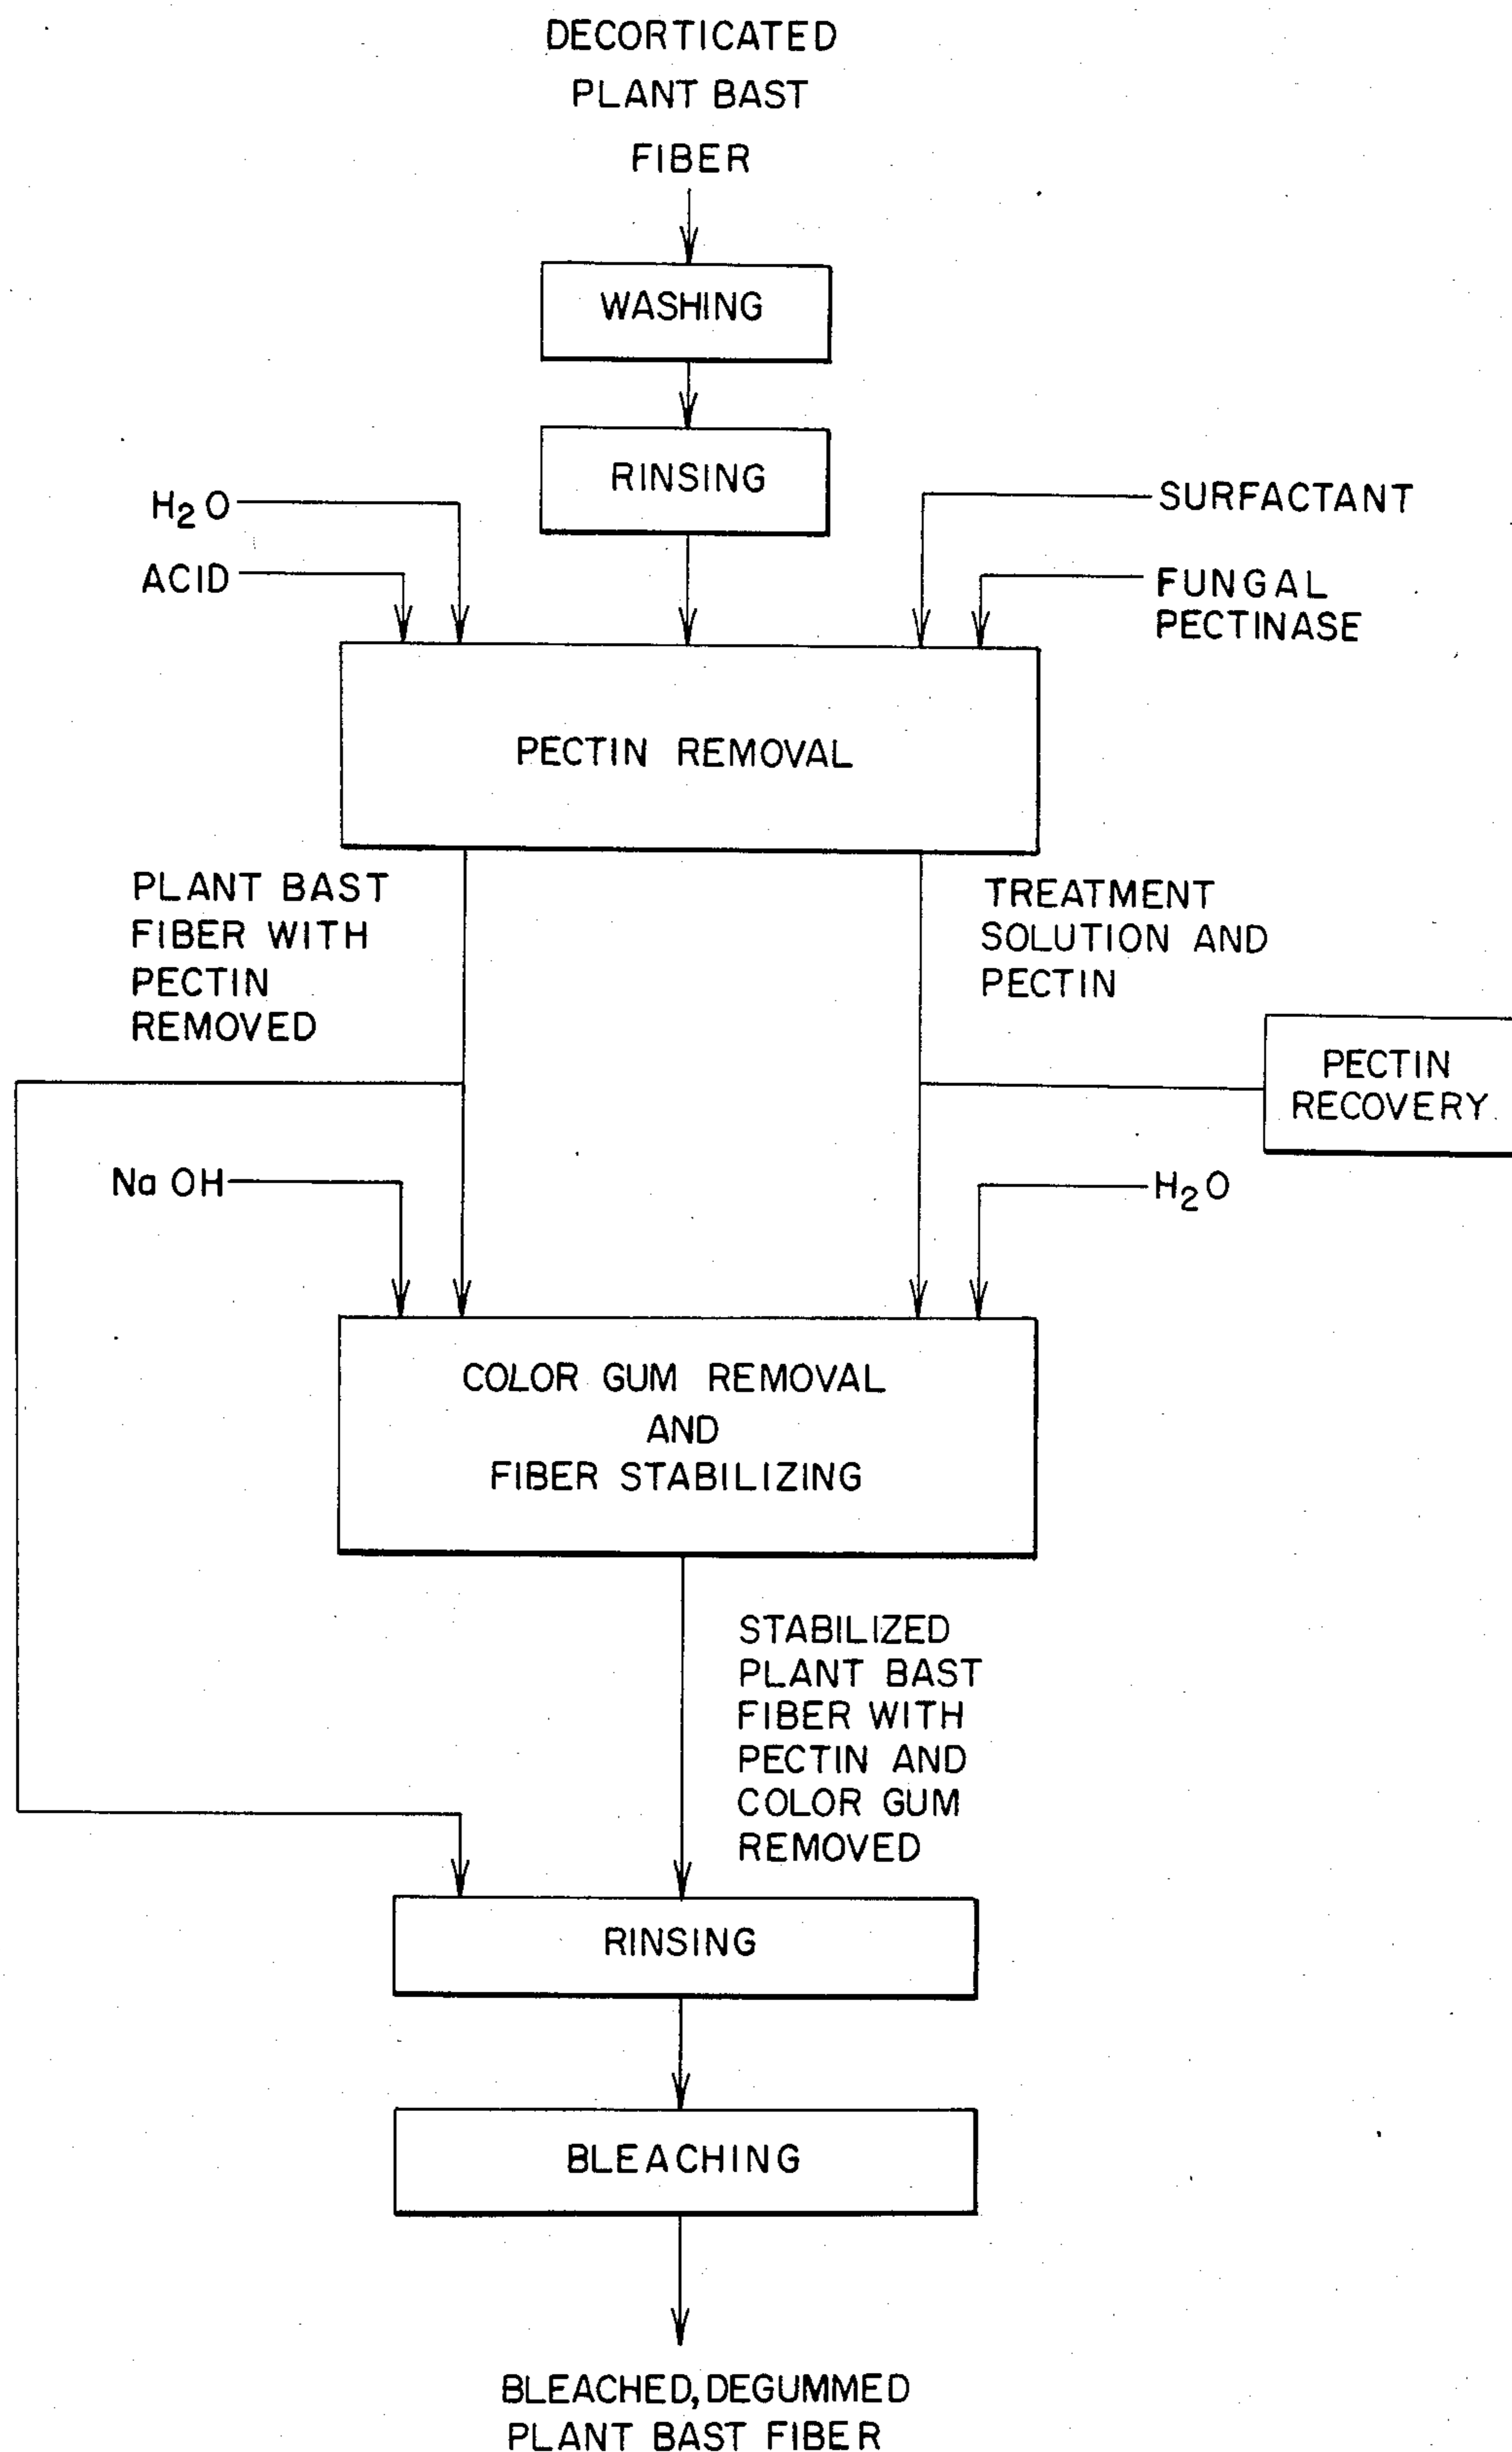 DECORTICATED
PLANT BAST
FIBER
WASHING
RINSING
H₂O
ACID
SURFACTANT
FUNGAL
PECTINASE
PECTIN REMOVAL
PLANT BAST
FIBER WITH
PECTIN
REMOVED
TREATMENT
SOLUTION AND
PECTIN
PECTIN
RECOVERY
Na OH
H₂O
COLOR GUM REMOVAL
AND
FIBER STABILIZING
STABILIZED
PLANT BAST
FIBER WITH
PECTIN AND
COLOR GUM
REMOVED
RINSING
BLEACHING
BLEACHED, DEGUMMED
PLANT BAST FIBER